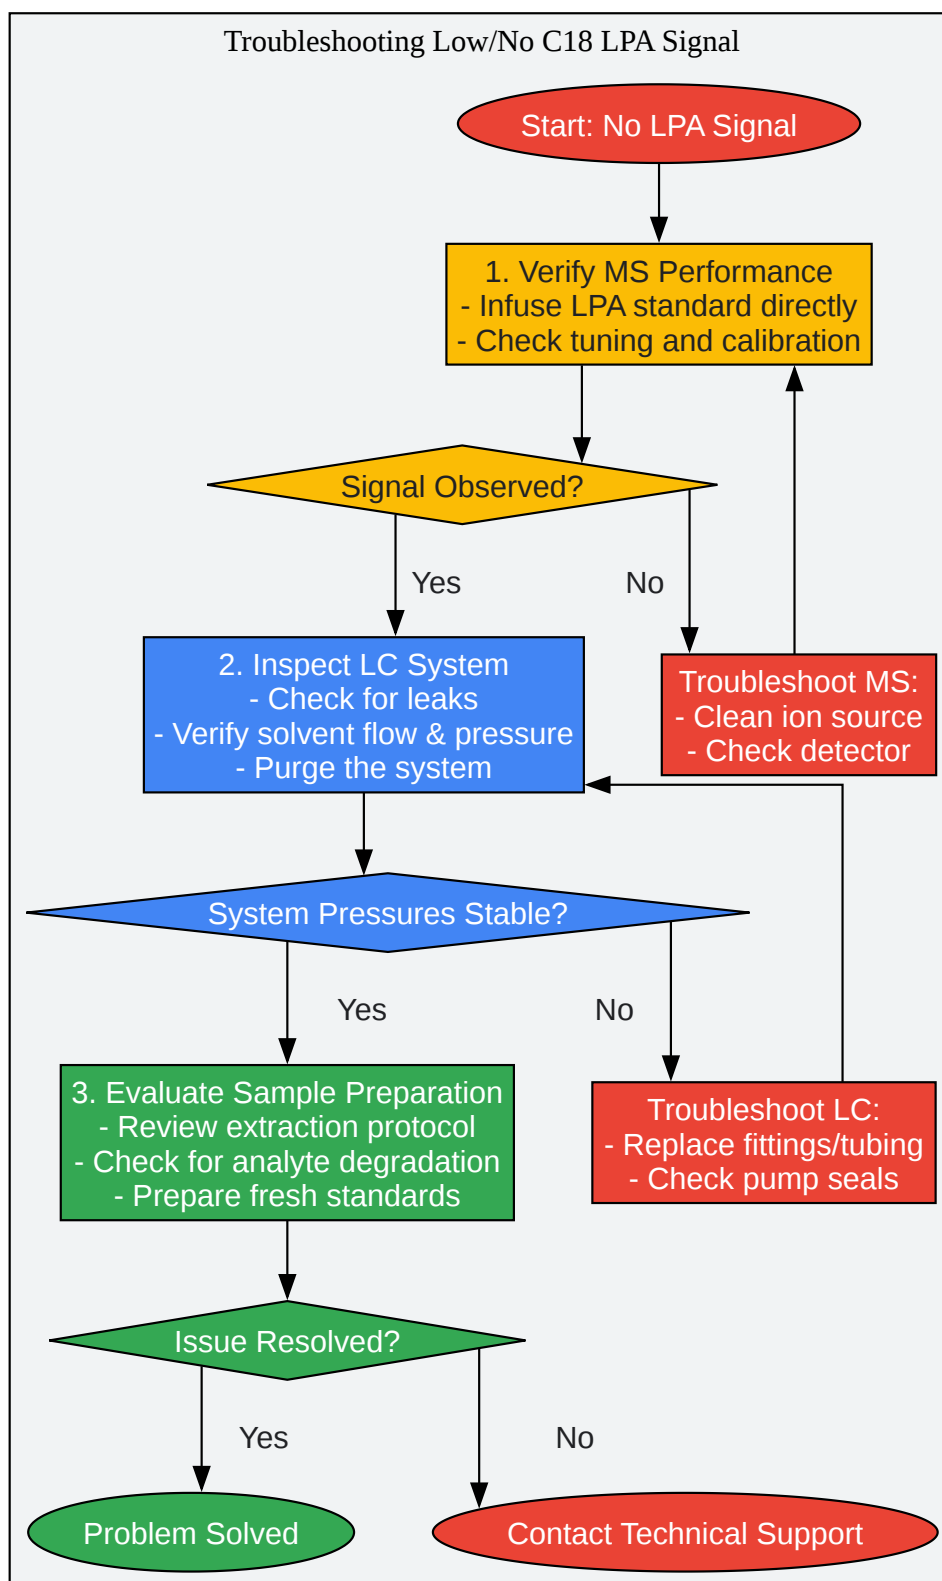 Troubleshooting Low/No C18 LPA Signal
Start: No LPA Signal
1. Verify MS Performance
- Infuse LPA standard directly
- Check tuning and calibration
Signal Observed?
Yes
No
2. Inspect LC System
- Check for leaks
- Verify solvent flow & pressure
- Purge the system
Troubleshoot MS:
- Clean ion source
- Check detector
System Pressures Stable?
Yes
No
3. Evaluate Sample Preparation
- Review extraction protocol
- Check for analyte degradation
- Prepare fresh standards
Troubleshoot LC:
- Replace fittings/tubing
- Check pump seals
Issue Resolved?
Yes
No
Problem Solved
Contact Technical Support